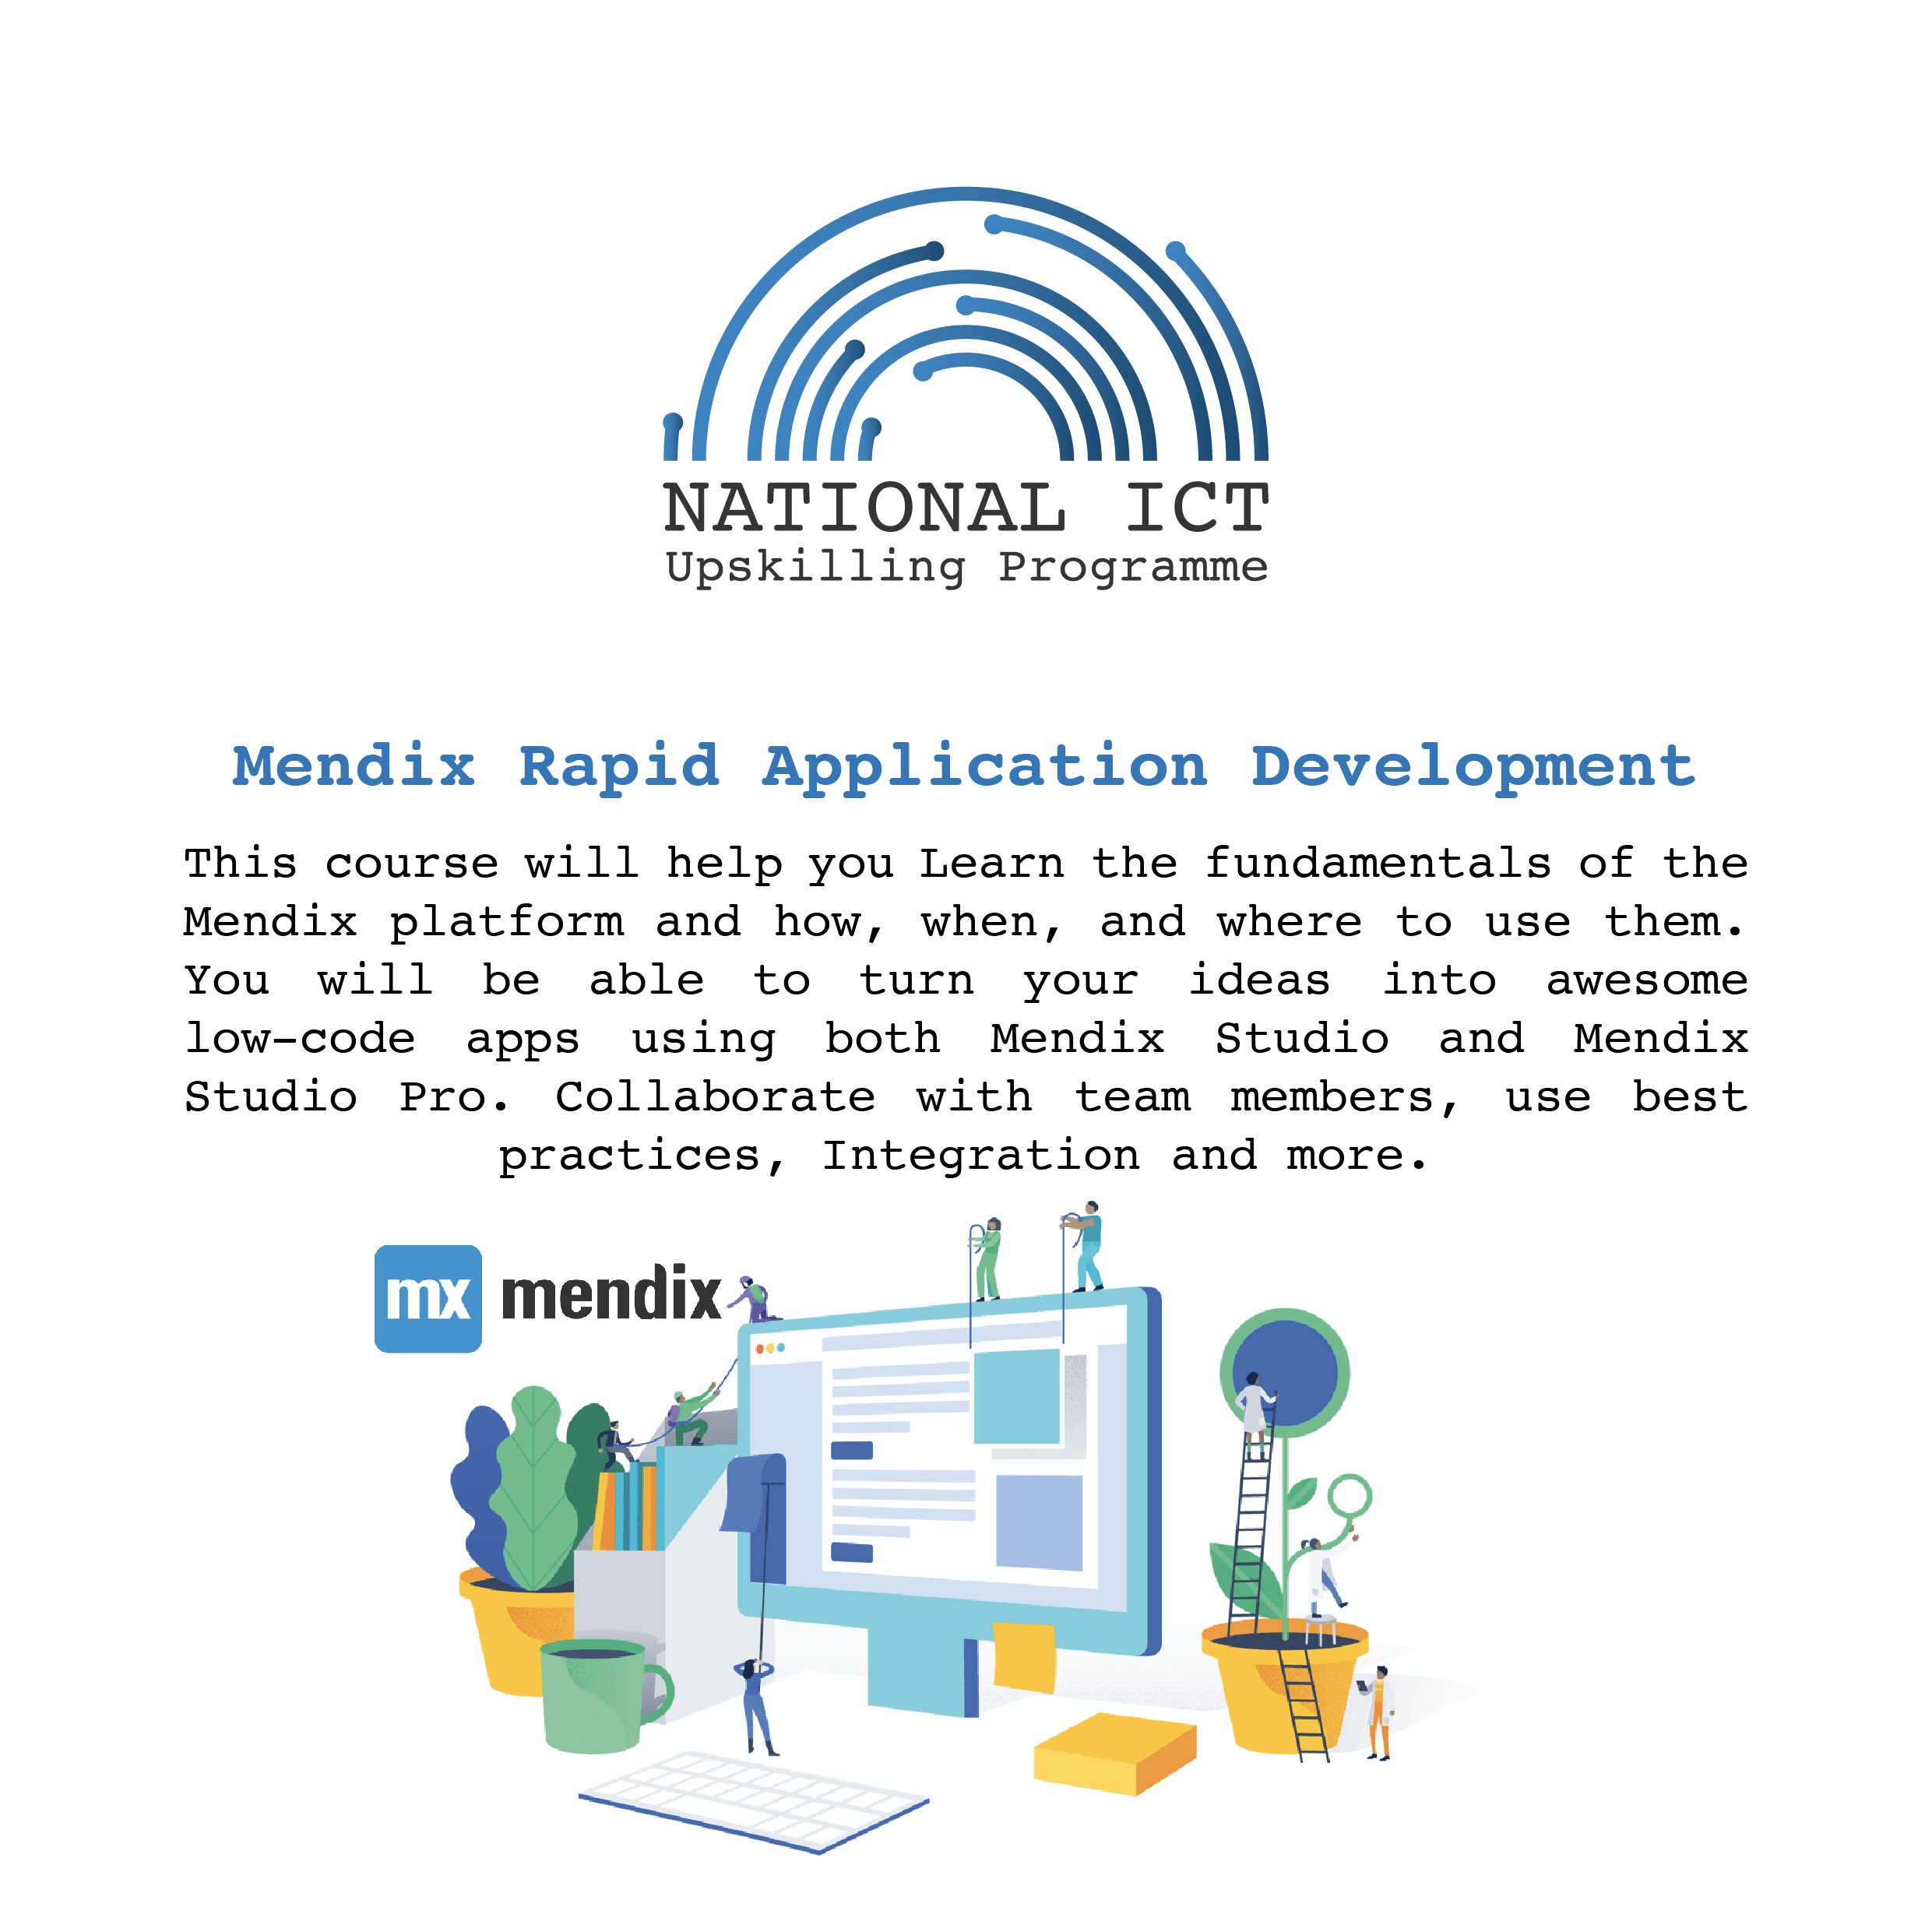 NATIONAL ICT
Upskilling Programme
Mendix Rapid Application Development
This course will help you Learn the fundamentals of the
Mendix platform and how, when, and where to use them.
You will be able to turn your ideas into awesome
low-code apps using both Mendix Studio and Mendix
Studio Pro. Collaborate with team members, use best
practices, Integration and more.
mx mendix